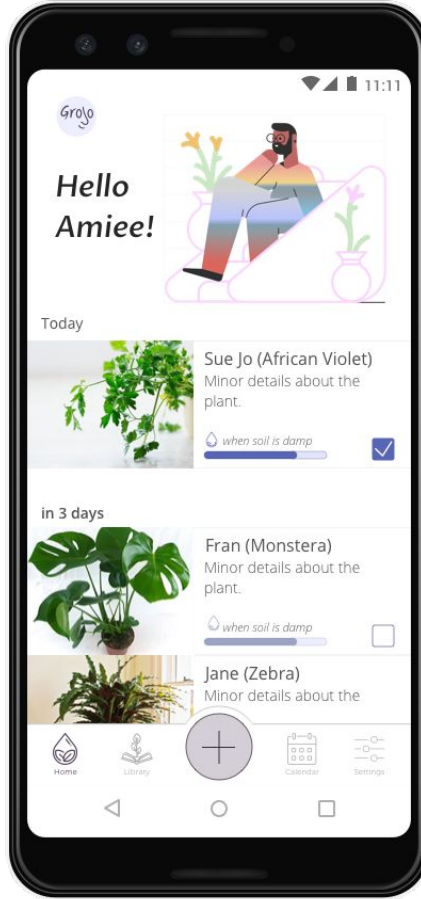 11:11
GroJo
Hello
Amiee!
Today
Sue Jo (African Violet)
Minor details about the
plant.
when soil is damp
in 3 days
Fran (Monstera)
Minor details about the
plant.
when soil is damp
Jane (Zebra)
Minor details about the
Home
Library
Calendar
Settings